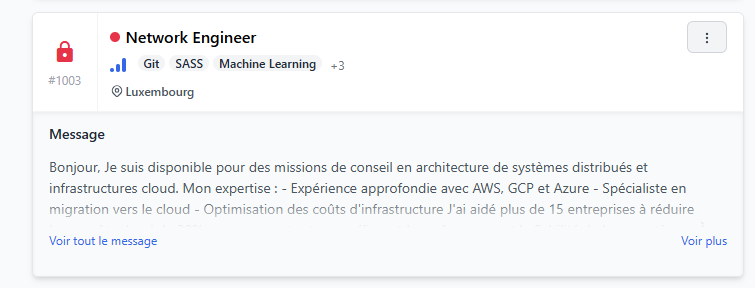 Network Engineer
Git SASS Machine Learning +3
#1003
Luxembourg
Message
Bonjour, Je suis disponible pour des missions de conseil en architecture de systèmes distribués et
infrastructures cloud. Mon expertise : - Expérience approfondie avec AWS, GCP et Azure - Spécialiste en
migration vers le cloud - Optimisation des coûts d'infrastructure J'ai aidé plus de 15 entreprises à réduire
Voir tout le message Voir plus